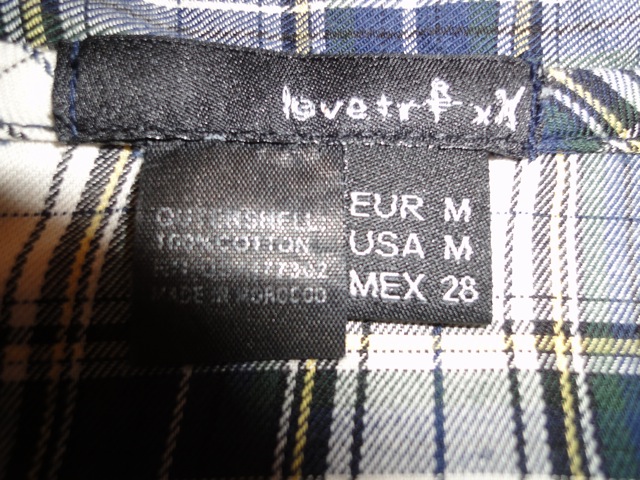 OUTERSHELL
100% COTTON
MADE IN MOROCCO
EUR M
USA M
MEX 28